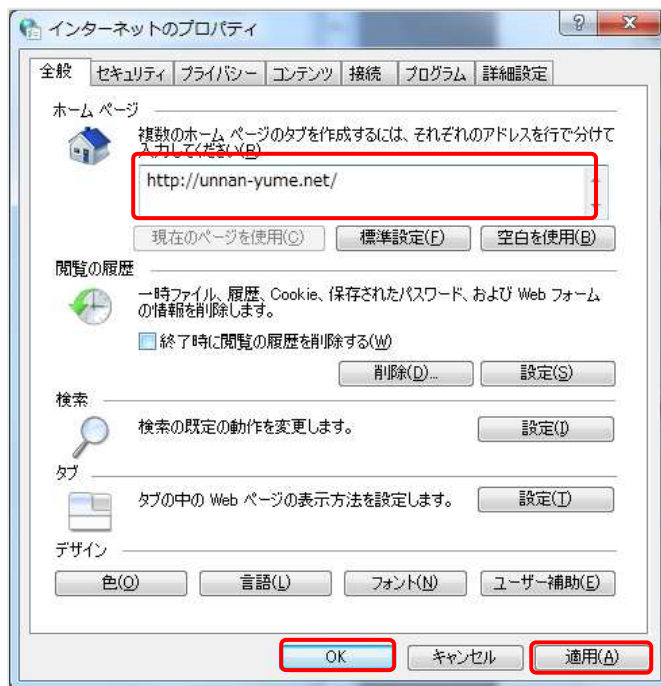 インターネットのプロパティ
全般 セキュリティ プライバシー コンテンツ 接続 プログラム 詳細設定
ホーム ページ
複数のホーム ページのタブを作成するには、それぞれのアドレスを行で分けて
入力してください(R)
http://unnan-yume.net/
現在のページを使用(C) 標準設定(F) 空白を使用(B)
閲覧の履歴
一時ファイル、履歴、Cookie、保存されたパスワード、および Web フォーム
の情報を削除します。
終了時に閲覧の履歴を削除する(W)
削除(D)... 設定(S)
検索
検索の既定の動作を変更します。 設定(I)
タブ
タブの中の Web ページの表示方法を設定します。 設定(T)
デザイン
色(O) 言語(L) フォント(N) ユーザー補助(E)
OK キャンセル 適用(A)